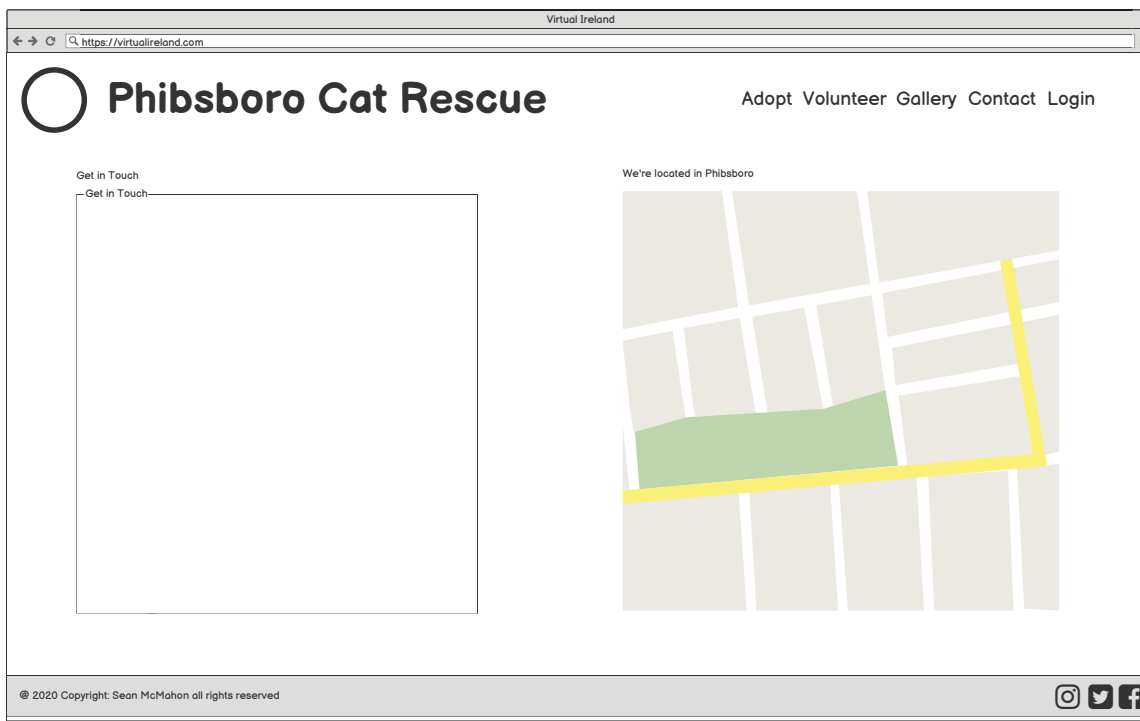 Virtual Ireland
https://virtualireland.com
Phibsboro Cat Rescue
Adopt Volunteer Gallery Contact Login
Get in Touch
Get in Touch
We're located in Phibsboro
@ 2020 Copyright: Sean McMahon all rights reserved